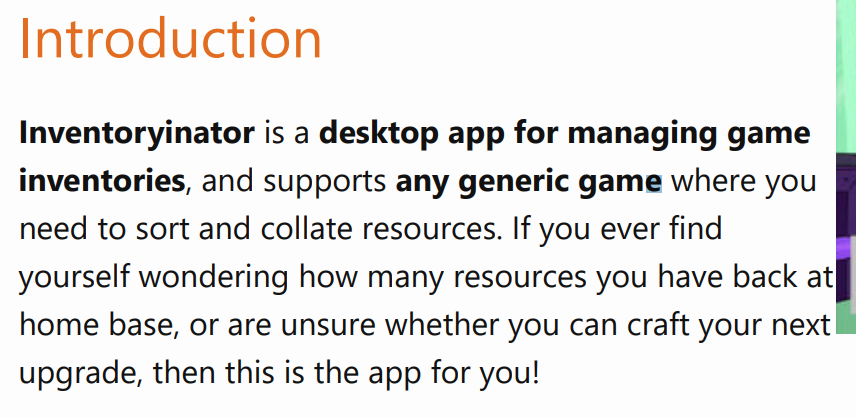 Introduction
Inventoryinator is a desktop app for managing game
inventories, and supports any generic game where you
need to sort and collate resources. If you ever find
yourself wondering how many resources you have back at
home base, or are unsure whether you can craft your next
upgrade, then this is the app for you!